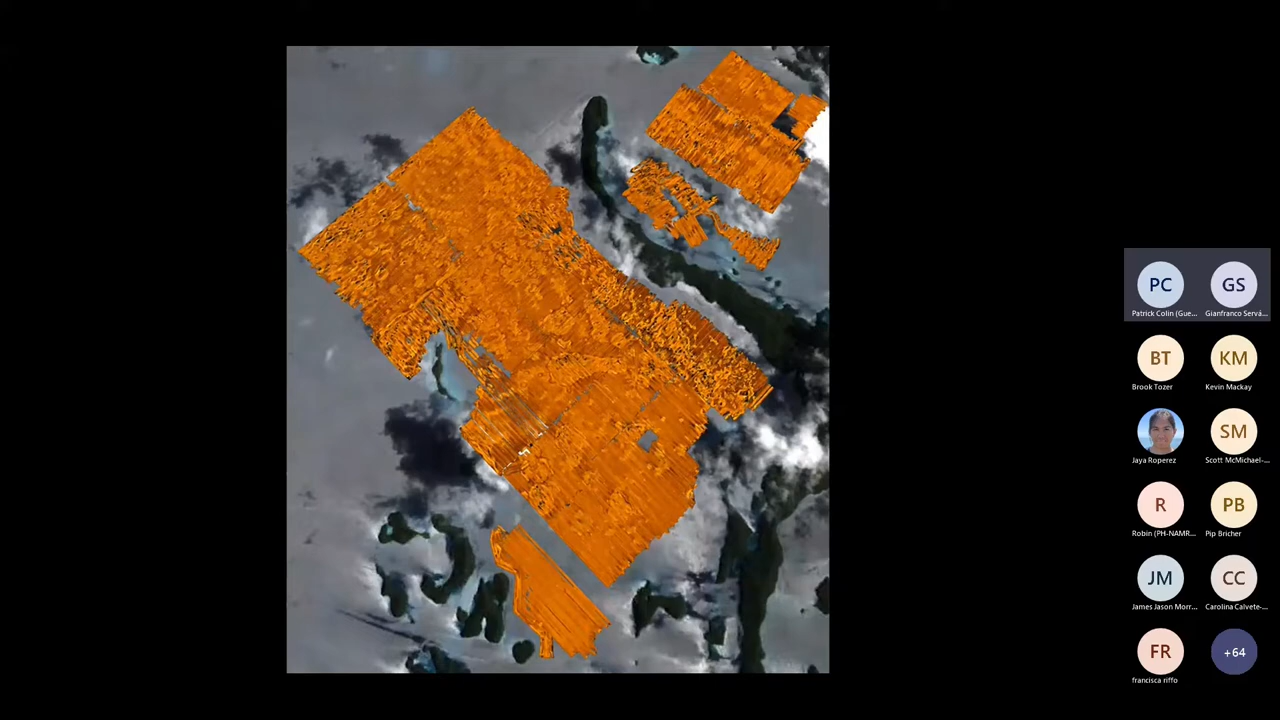 PC
GS
Patrick Colin (Gue...
Gianfranco Servá...
BT
KM
Brook Tozer
Kevin Mackay
SM
Jaya Roperez
Scott McMichael-...
R
PB
Robin (PH-NAMR...
Pip Bricher
JM
CC
James Jason Morr...
Carolina Calvete-...
FR
+64
francisca riffo